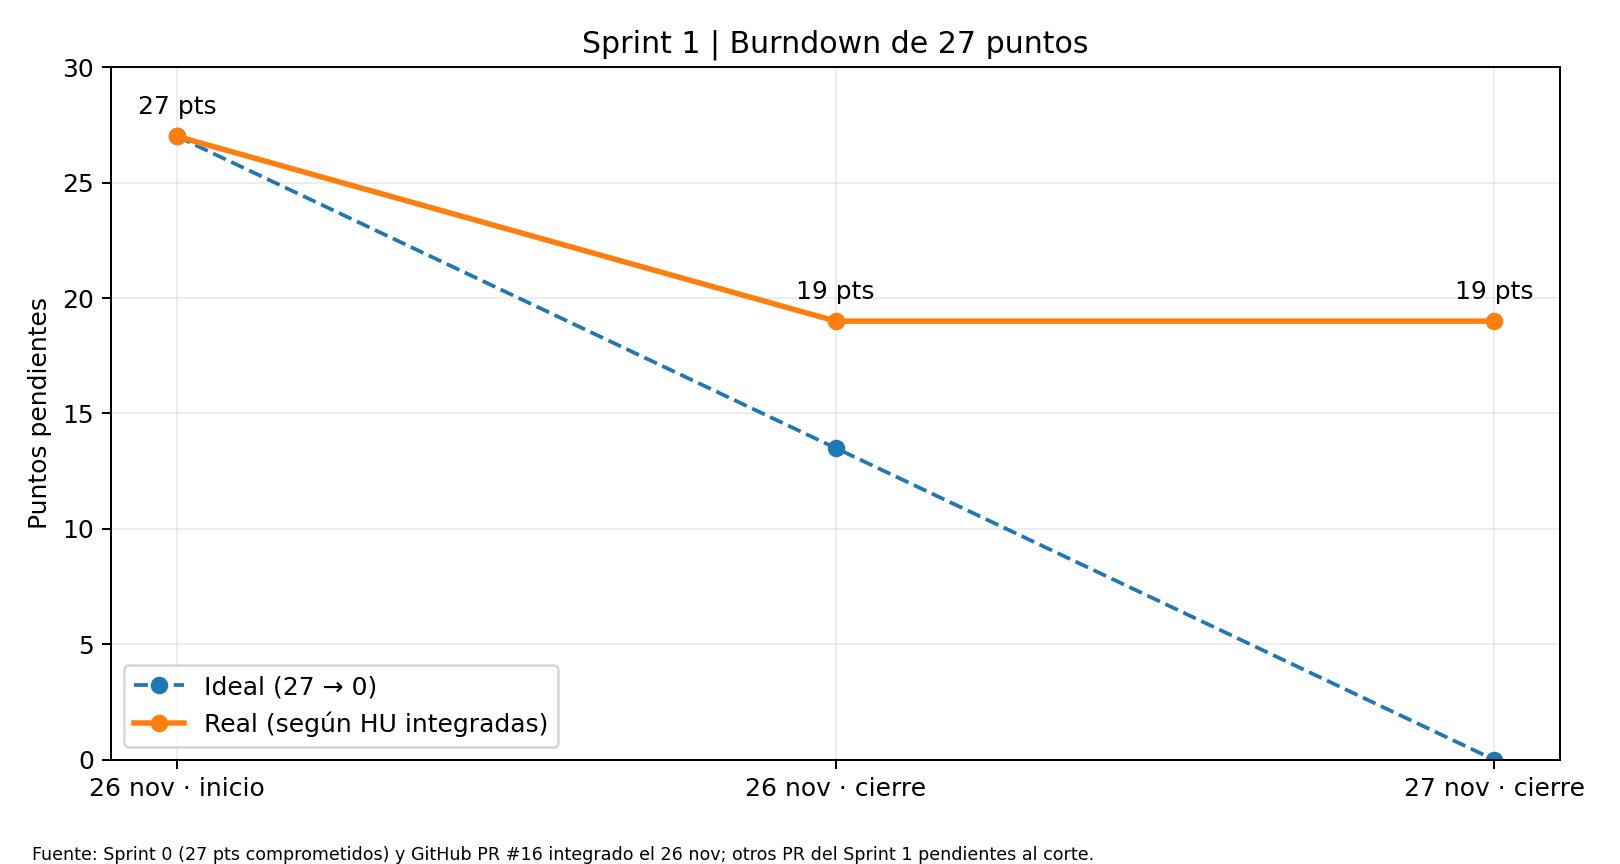 Sprint 1 | Burndown de 27 puntos
30
25
20
15
10
5
0
Puntos pendientes
27 pts
19 pts
19 pts
Ideal (27 → 0)
Real (según HU integradas)
26 nov · inicio
26 nov · cierre
27 nov · cierre
Fuente: Sprint 0 (27 pts comprometidos) y GitHub PR #16 integrado el 26 nov; otros PR del Sprint 1 pendientes al corte.